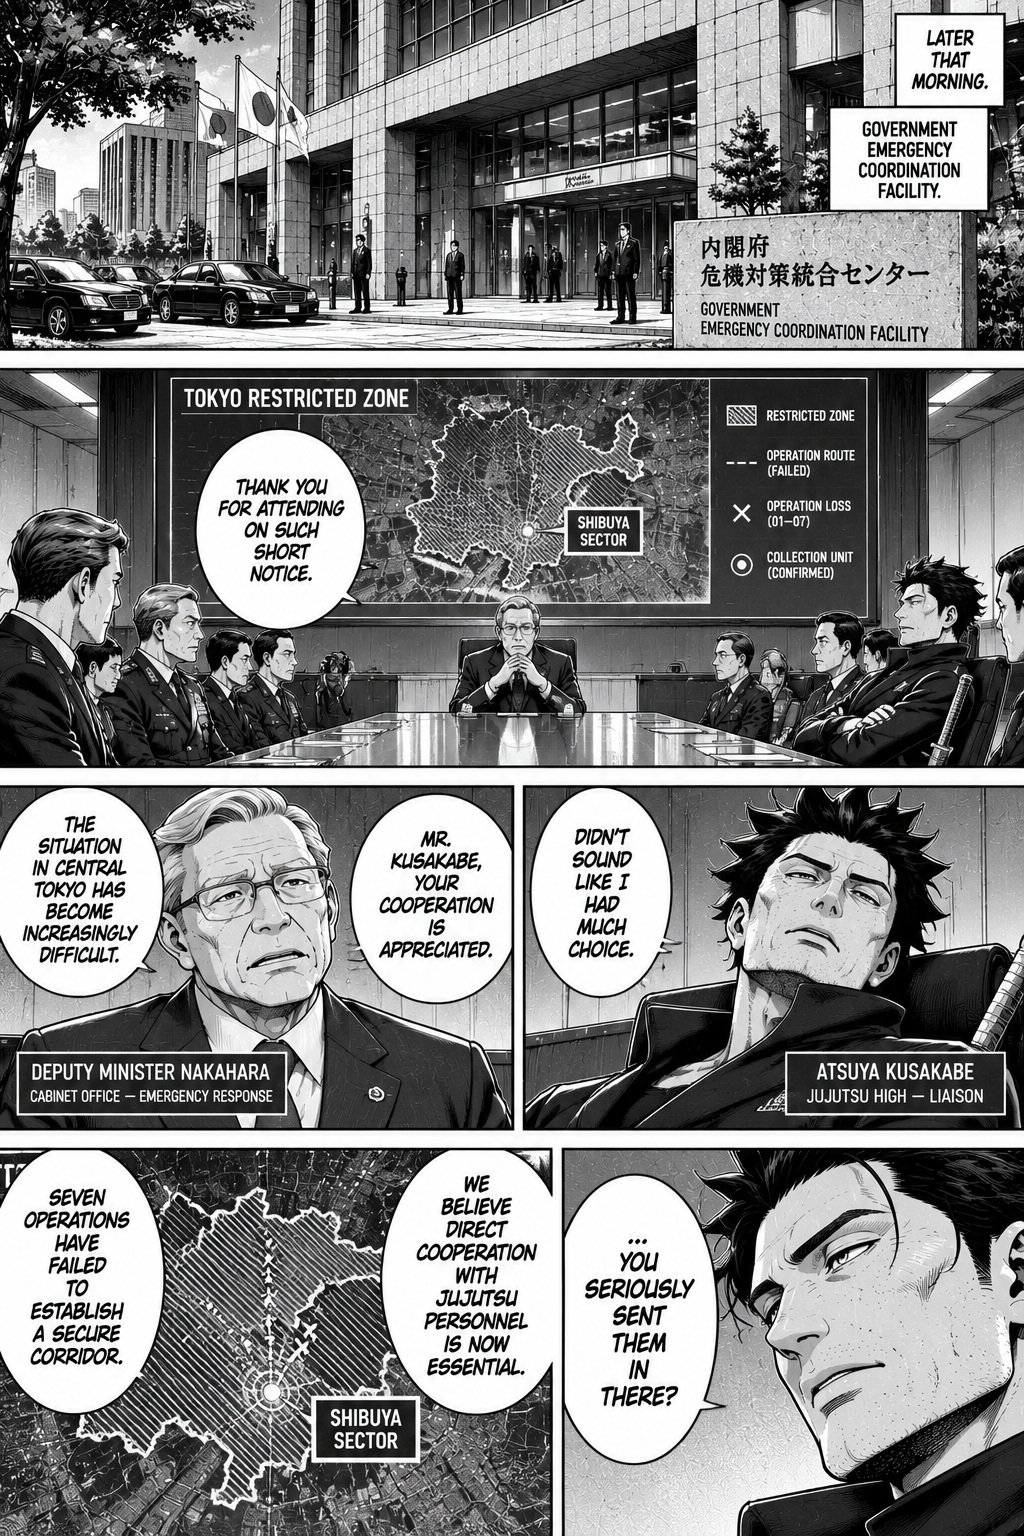 LATER
THAT
MORNING.
GOVERNMENT
EMERGENCY
COORDINATION
FACILITY.
内閣府
危機対策統合センター
GOVERNMENT
EMERGENCY COORDINATION FACILITY
TOKYO RESTRICTED ZONE
RESTRICTED ZONE
OPERATION ROUTE
(FAILED)
OPERATION LOSS
(01–07)
COLLECTION UNIT
(CONFIRMED)
SHIBUYA
SECTOR
THANK YOU
FOR ATTENDING
ON SUCH
SHORT
NOTICE.
THE
SITUATION
IN CENTRAL
TOKYO HAS
BECOME
INCREASINGLY
DIFFICULT.
MR.
KUSAKABE,
YOUR
COOPERATION
IS
APPRECIATED.
DEPUTY MINISTER NAKAHARA
CABINET OFFICE — EMERGENCY RESPONSE
DIDN'T
SOUND
LIKE I
HAD
MUCH
CHOICE.
ATSUYA KUSAKABE
JUJUTSU HIGH — LIAISON
SEVEN
OPERATIONS
HAVE
FAILED
TO
ESTABLISH
A SECURE
CORRIDOR.
WE
BELIEVE
DIRECT
COOPERATION
WITH
JUJUTSU
PERSONNEL
IS NOW
ESSENTIAL.
SHIBUYA
SECTOR
...
YOU
SERIOUSLY
SENT
THEM
IN
THERE?